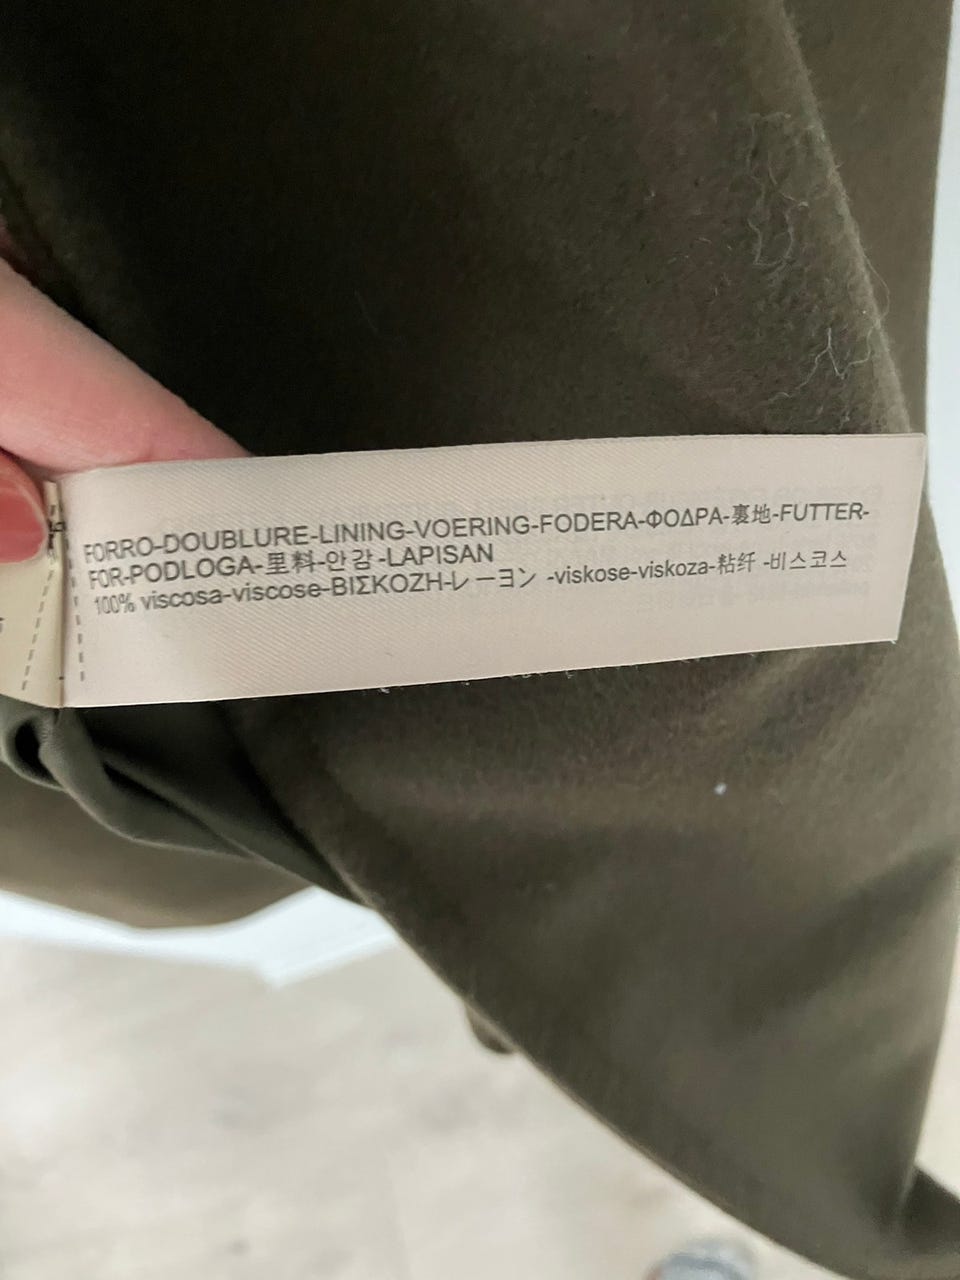 FORRO-DOUBLURE-LINING-VOERING-FODERA-ΦΟΔΡΑ-裏地-FUTTER-
FOR-PODLOGA-里料-안감-LAPISAN
100% viscosa-viscose-ΒΙΣΚΟΖΗ-レーヨン -viskose-viskoza-粘纤 -비스코스